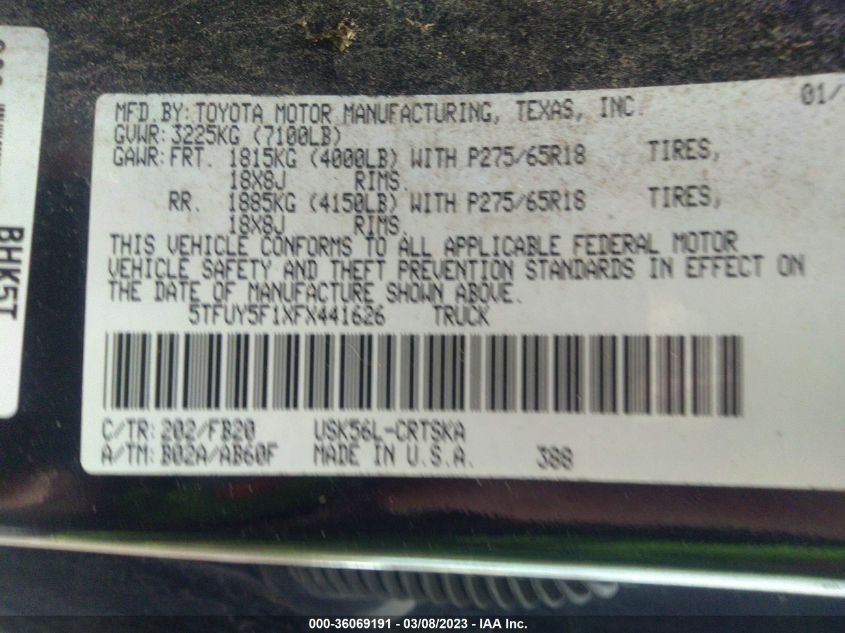 MFD. BY: TOYOTA MOTOR MANUFACTURING, TEXAS, INC. 01/
GVWR: 3225KG (7100LB)
GAWR: FRT. 1815KG (4000LB) WITH P275/65R18 TIRES,
18X8J RIMS.
RR. 1885KG (4150LB) WITH P275/65R18 TIRES,
18X8J RIMS.
THIS VEHICLE CONFORMS TO ALL APPLICABLE FEDERAL MOTOR
VEHICLE SAFETY AND THEFT PREVENTION STANDARDS IN EFFECT ON
THE DATE OF MANUFACTURE SHOWN ABOVE.
5TFUY5F1XFX441626 TRUCK
C/TR: 202/FB20 USK56L-CRTSKA
A/TM: B02A/AB60F MADE IN U.S.A. 388
BHK5T
000-36069191 - 03/08/2023 - IAA Inc.